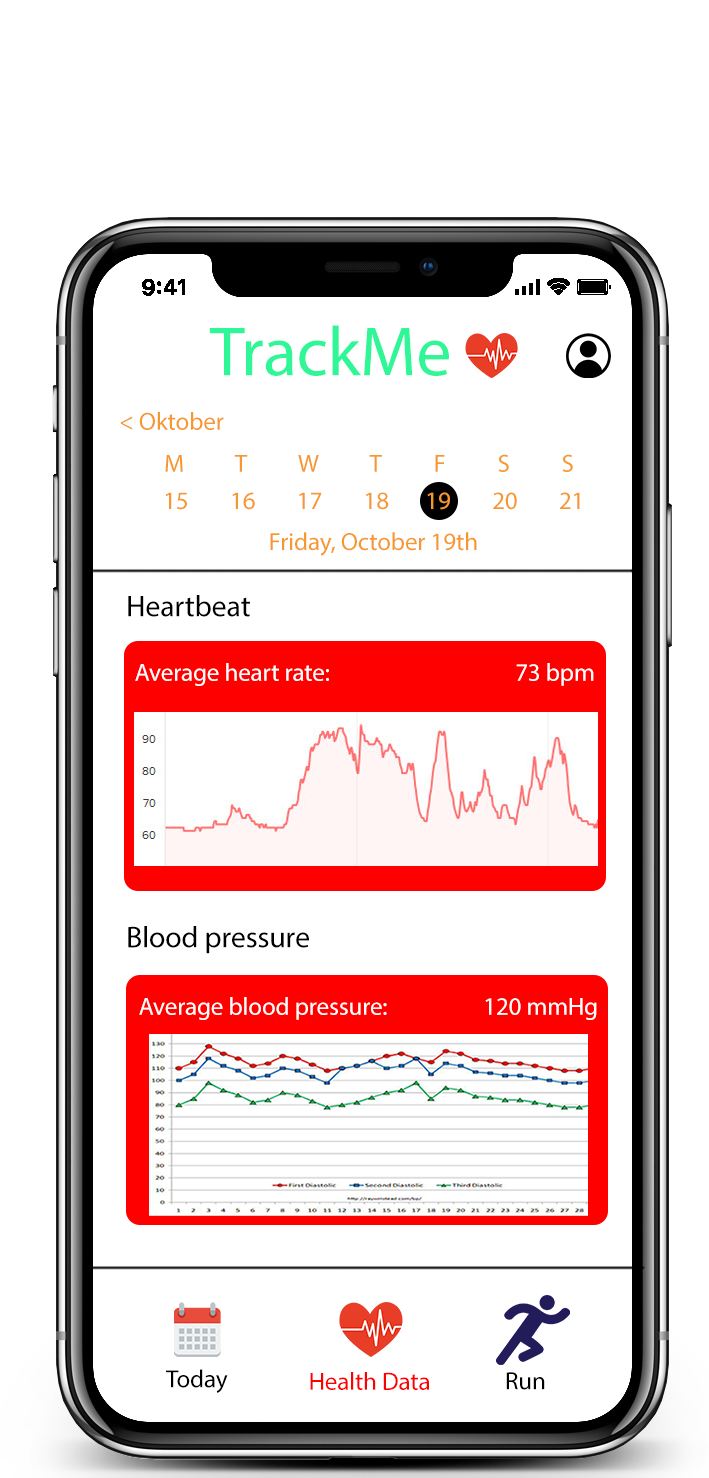 9:41
TrackMe
< Oktober
M T W T F S S
15 16 17 18 19 20 21
Friday, October 19th
Heartbeat
Average heart rate: 73 bpm
90
80
70
60
Blood pressure
Average blood pressure: 120 mmHg
130
120
110
100
90
80
70
60
50
40
30
20
10
0
First Diastolic Second Diastolic Third Diastolic
1 2 3 4 5 6 7 8 9 10 11 12 13 14 15 16 17 18 19 20 21 22 23 24 25 26 27 28
Today Health Data Run